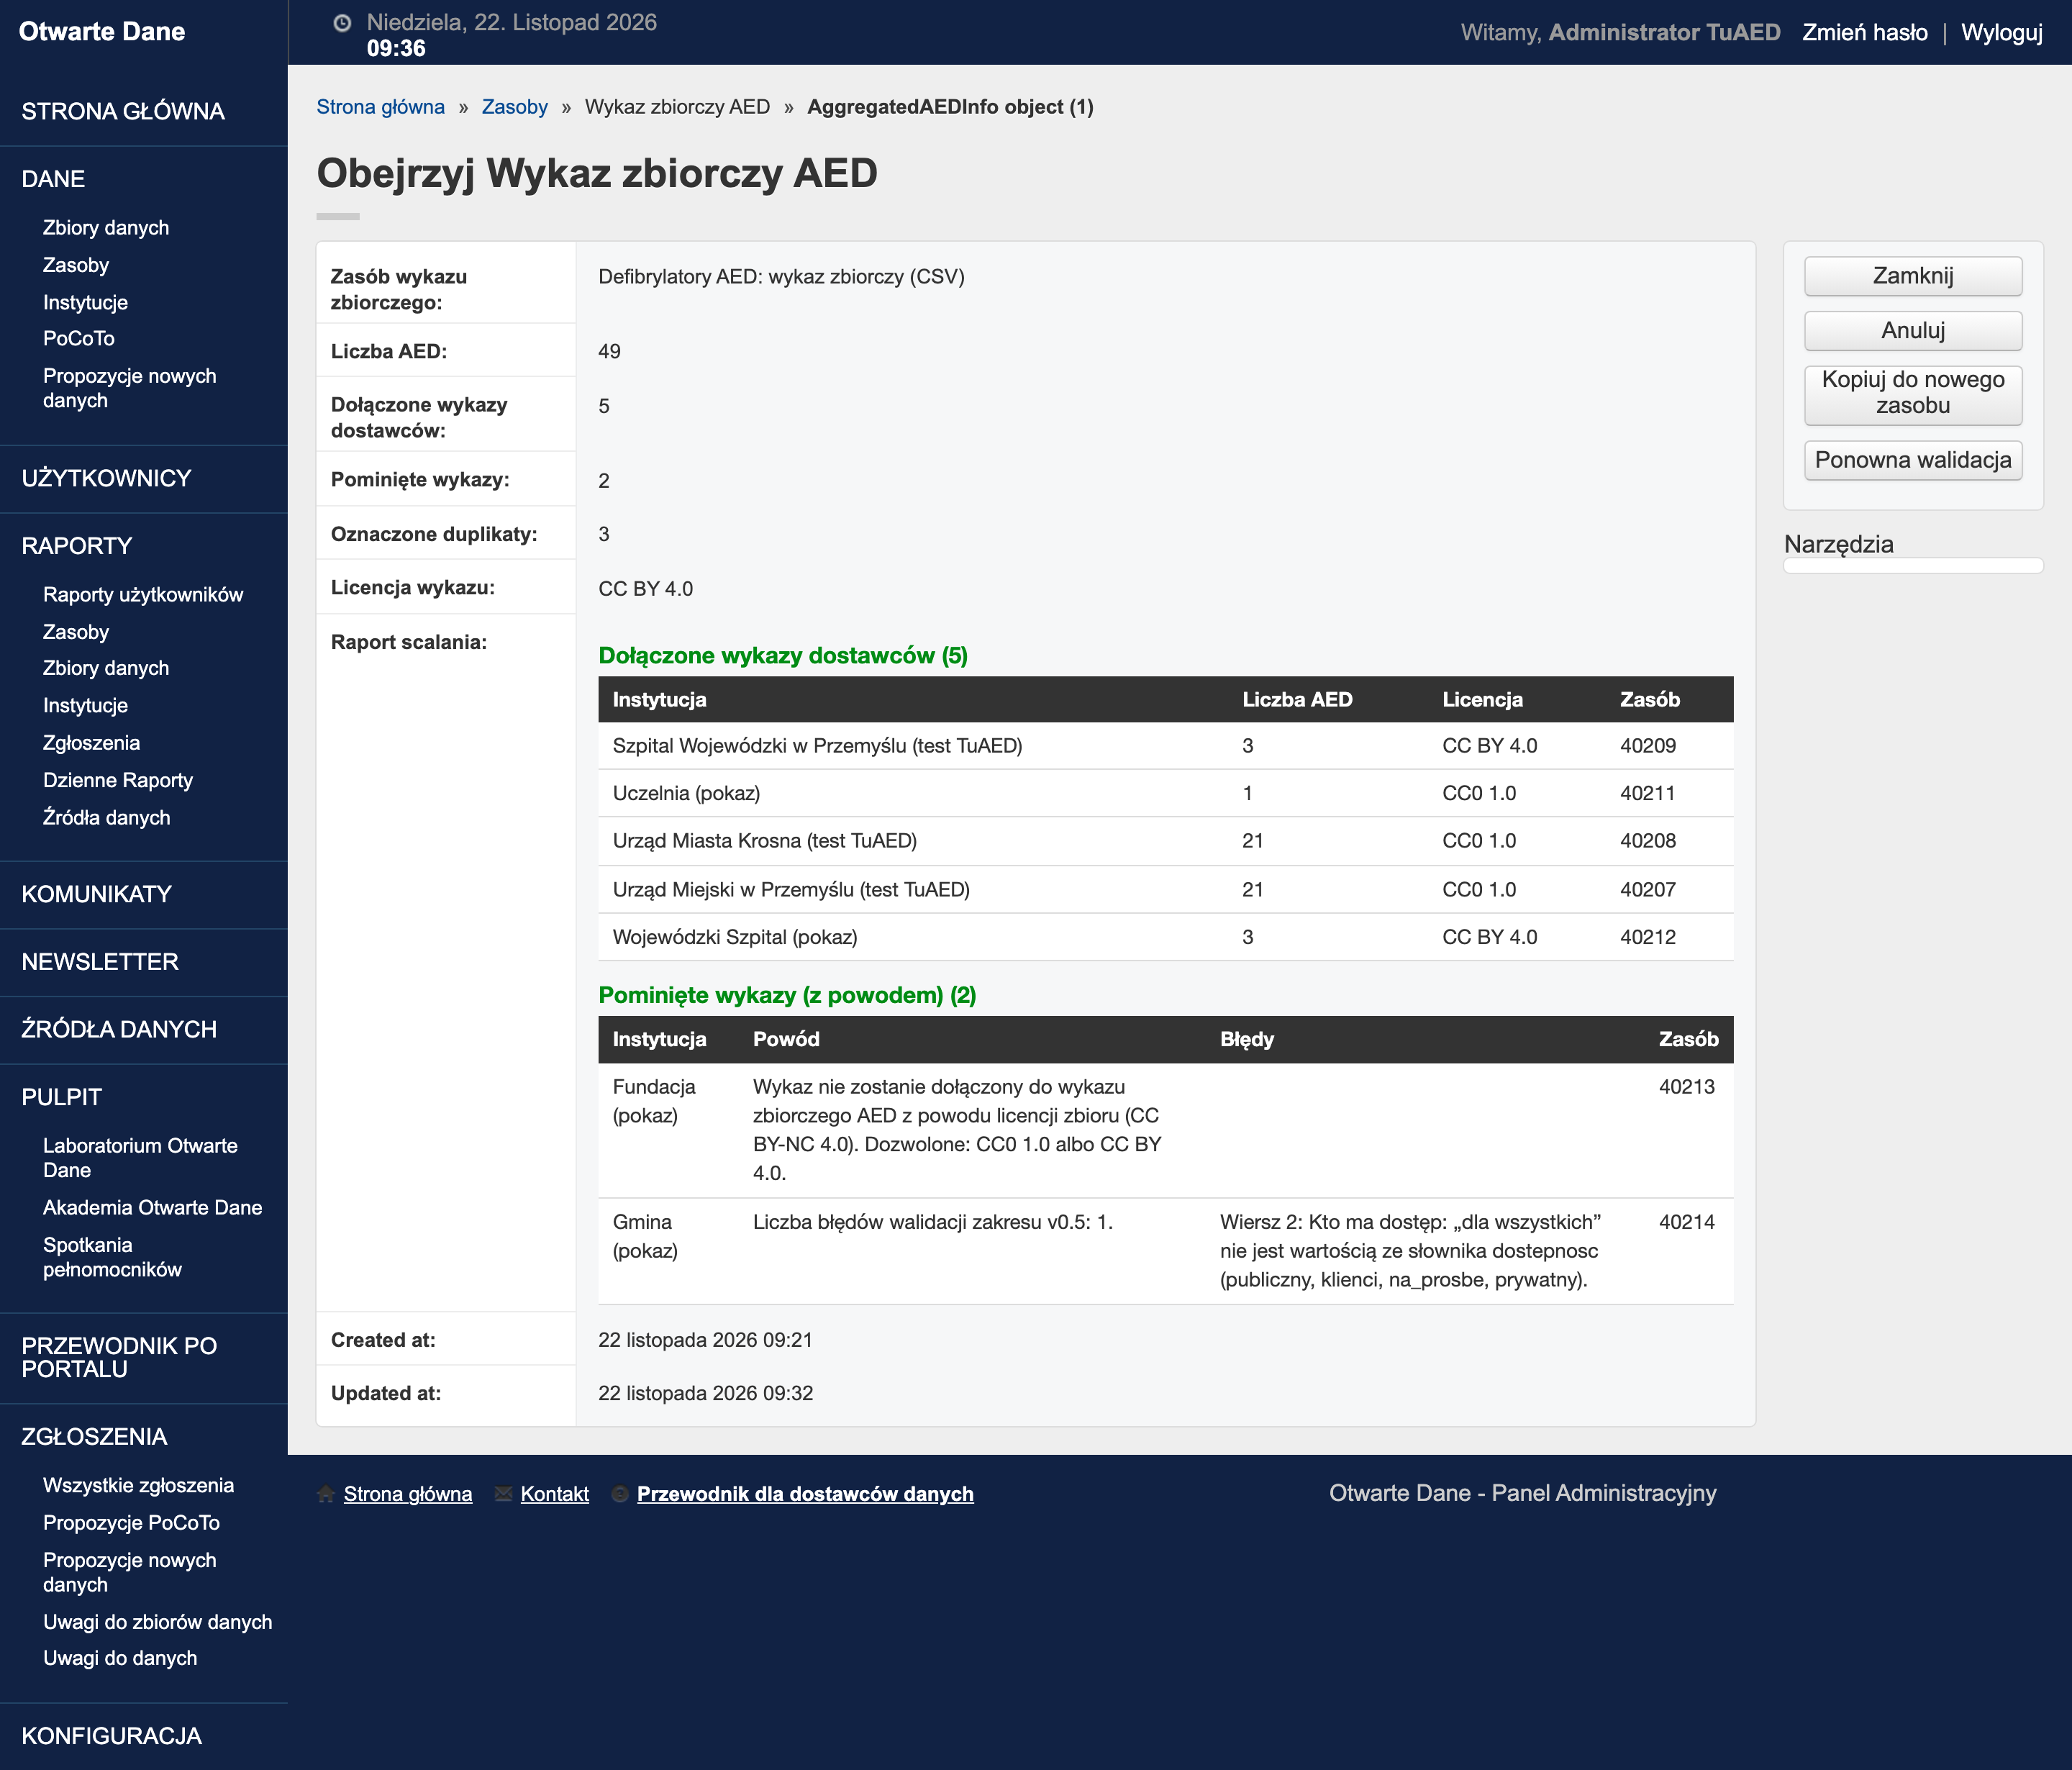 Otwarte Dane
Niedziela, 22. Listopad 2026
09:36
Witamy, Administrator TuAED Zmień hasło | Wyloguj
STRONA GŁÓWNA
DANE
Zbiory danych
Zasoby
Instytucje
PoCoTo
Propozycje nowych
danych
UŻYTKOWNICY
RAPORTY
Raporty użytkowników
Zasoby
Zbiory danych
Instytucje
Zgłoszenia
Dzienne Raporty
Źródła danych
KOMUNIKATY
NEWSLETTER
ŹRÓDŁA DANYCH
PULPIT
Laboratorium Otwarte
Dane
Akademia Otwarte Dane
Spotkania
pełnomocników
PRZEWODNIK PO
PORTALU
ZGŁOSZENIA
Wszystkie zgłoszenia
Propozycje PoCoTo
Propozycje nowych
danych
Uwagi do zbiorów danych
Uwagi do danych
KONFIGURACJA
Strona główna » Zasoby » Wykaz zbiorczy AED » AggregatedAEDInfo object (1)
Obejrzyj Wykaz zbiorczy AED
Zasób wykazu
zbiorczego:
Defibrylatory AED: wykaz zbiorczy (CSV)
Liczba AED: 49
Dołączone wykazy
dostawców:
5
Pominięte wykazy: 2
Oznaczone duplikaty: 3
Licencja wykazu: CC BY 4.0
Raport scalania:
Dołączone wykazy dostawców (5)
Instytucja Liczba AED Licencja Zasób
Szpital Wojewódzki w Przemyślu (test TuAED) 3 CC BY 4.0 40209
Uczelnia (pokaz) 1 CC0 1.0 40211
Urząd Miasta Krosna (test TuAED) 21 CC0 1.0 40208
Urząd Miejski w Przemyślu (test TuAED) 21 CC0 1.0 40207
Wojewódzki Szpital (pokaz) 3 CC BY 4.0 40212
Pominięte wykazy (z powodem) (2)
Instytucja Powód Błędy Zasób
Fundacja
(pokaz)
Wykaz nie zostanie dołączony do wykazu
zbiorczego AED z powodu licencji zbioru (CC
BY-NC 4.0). Dozwolone: CC0 1.0 albo CC BY
4.0.
40213
Gmina
(pokaz)
Liczba błędów walidacji zakresu v0.5: 1.
Wiersz 2: Kto ma dostęp: „dla wszystkich”
nie jest wartością ze słownika dostepnosc
(publiczny, klienci, na_prosbe, prywatny).
40214
Created at: 22 listopada 2026 09:21
Updated at: 22 listopada 2026 09:32
Zamknij
Anuluj
Kopiuj do nowego
zasobu
Ponowna walidacja
Narzędzia
Strona główna Kontakt Przewodnik dla dostawców danych
Otwarte Dane - Panel Administracyjny